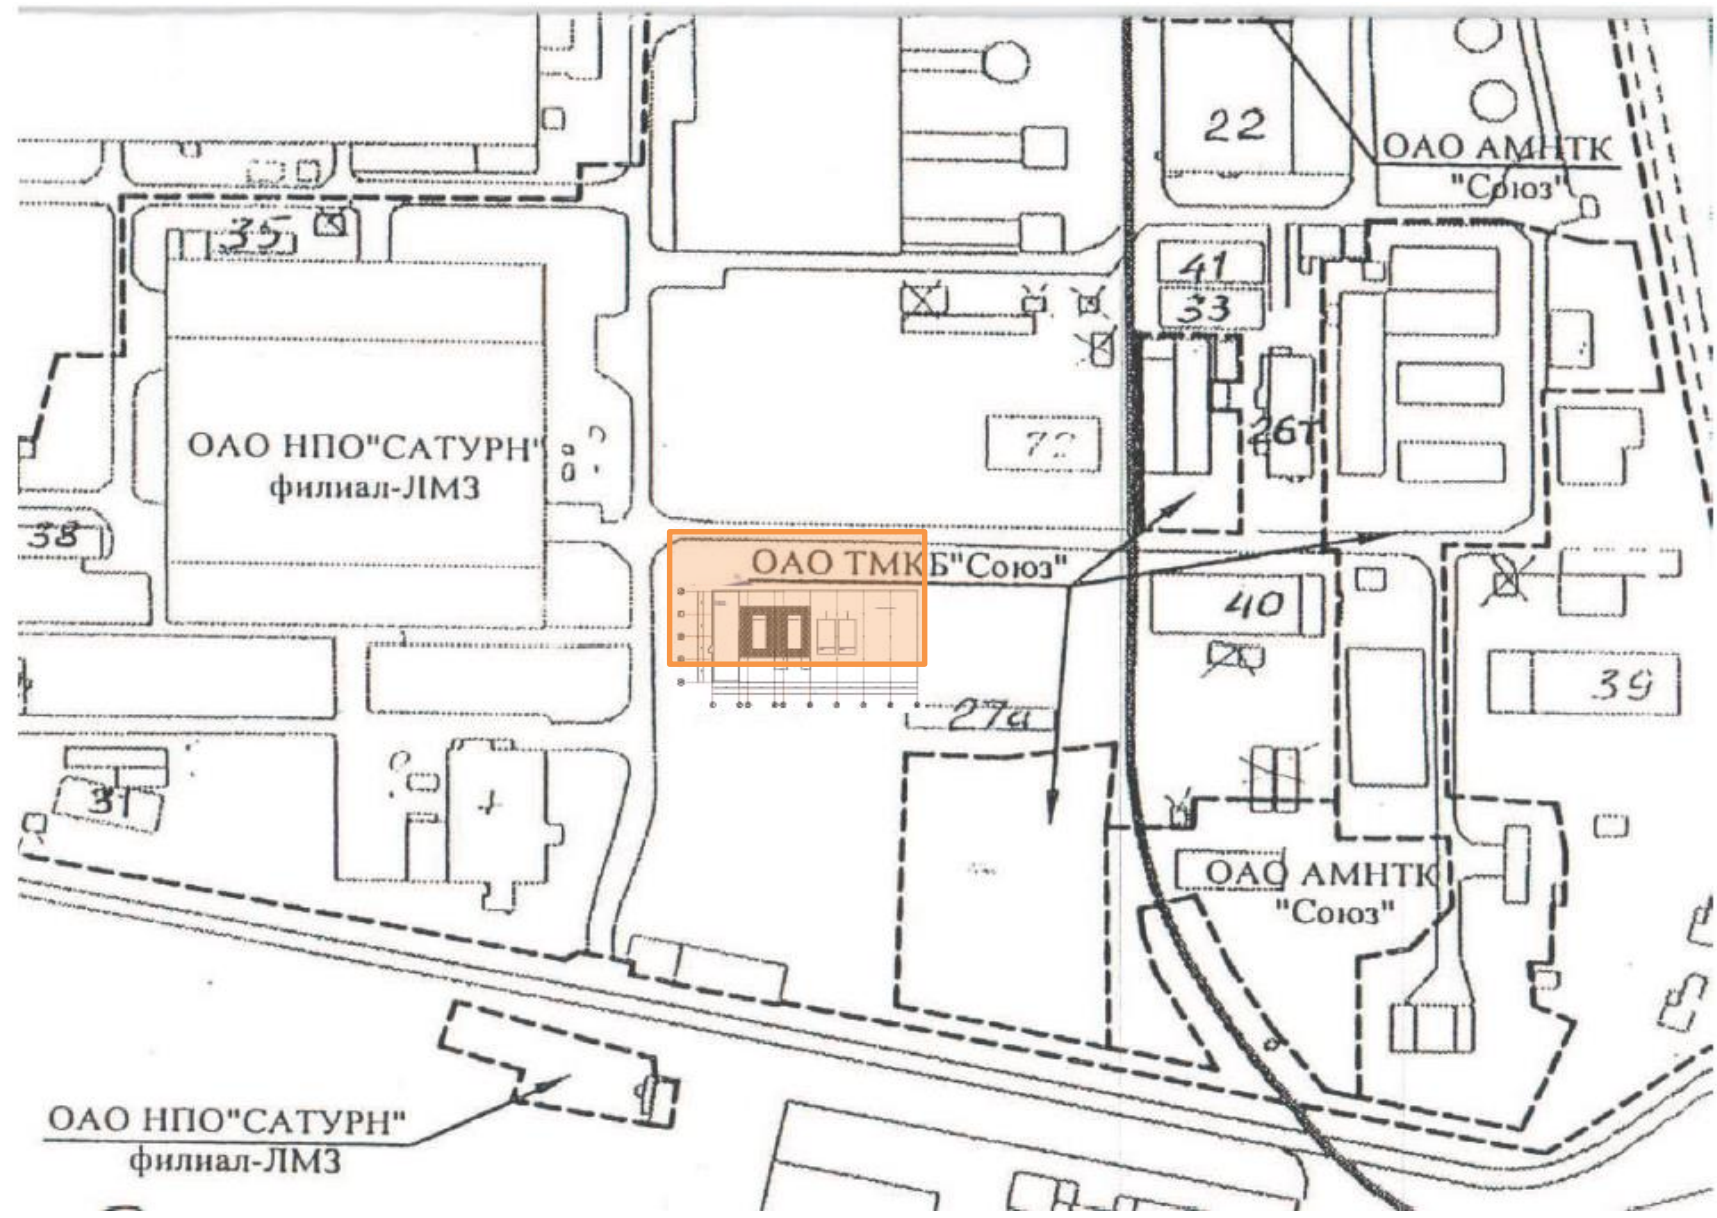 22
ОАО АМНТК
"Союз"
35
41
33
26т
ОАО НПО"САТУРН"
филиал-ЛМЗ
72
38
ОАО ТМКБ"Союз"
40
39
27а
31
ОАО АМНТК
"Союз"
ОАО НПО"САТУРН"
филиал-ЛМЗ